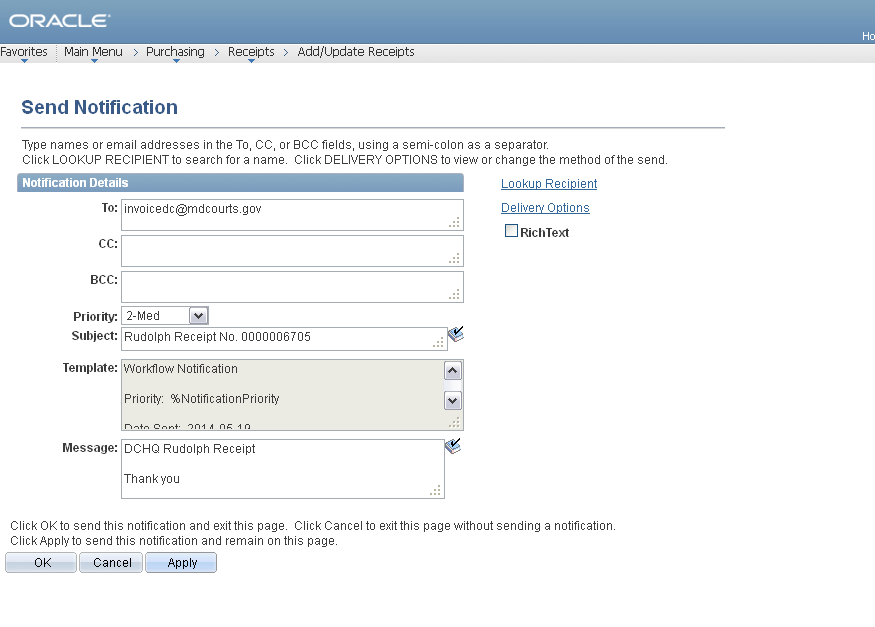 ORACLE
Ho
Favorites Main Menu > Purchasing > Receipts > Add/Update Receipts
Send Notification
Type names or email addresses in the To, CC, or BCC fields, using a semi-colon as a separator.
Click LOOKUP RECIPIENT to search for a name. Click DELIVERY OPTIONS to view or change the method of the send.
Notification Details
Lookup Recipient
To: invoicedc@mdcourts.gov
Delivery Options
RichText
CC:
BCC:
Priority: 2-Med
Subject: Rudolph Receipt No. 0000006705
Template: Workflow Notification
Priority: %NotificationPriority
Date Sent: 2014-05-19
Message: DCHQ Rudolph Receipt
Thank you
Click OK to send this notification and exit this page. Click Cancel to exit this page without sending a notification.
Click Apply to send this notification and remain on this page.
OK Cancel Apply